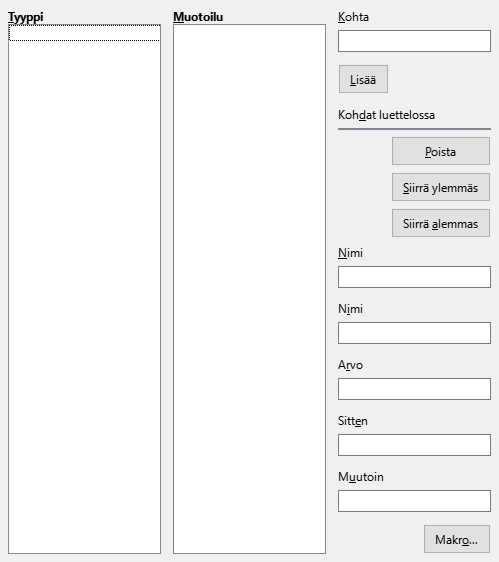 Tyyppi
Muotoilu
Kohta
Lisää
Kohdat luettelossa
Poista
Siirrä ylemmäs
Siirrä alemmas
Nimi
Nimi
Arvo
Sitten
Muutoin
Makro...